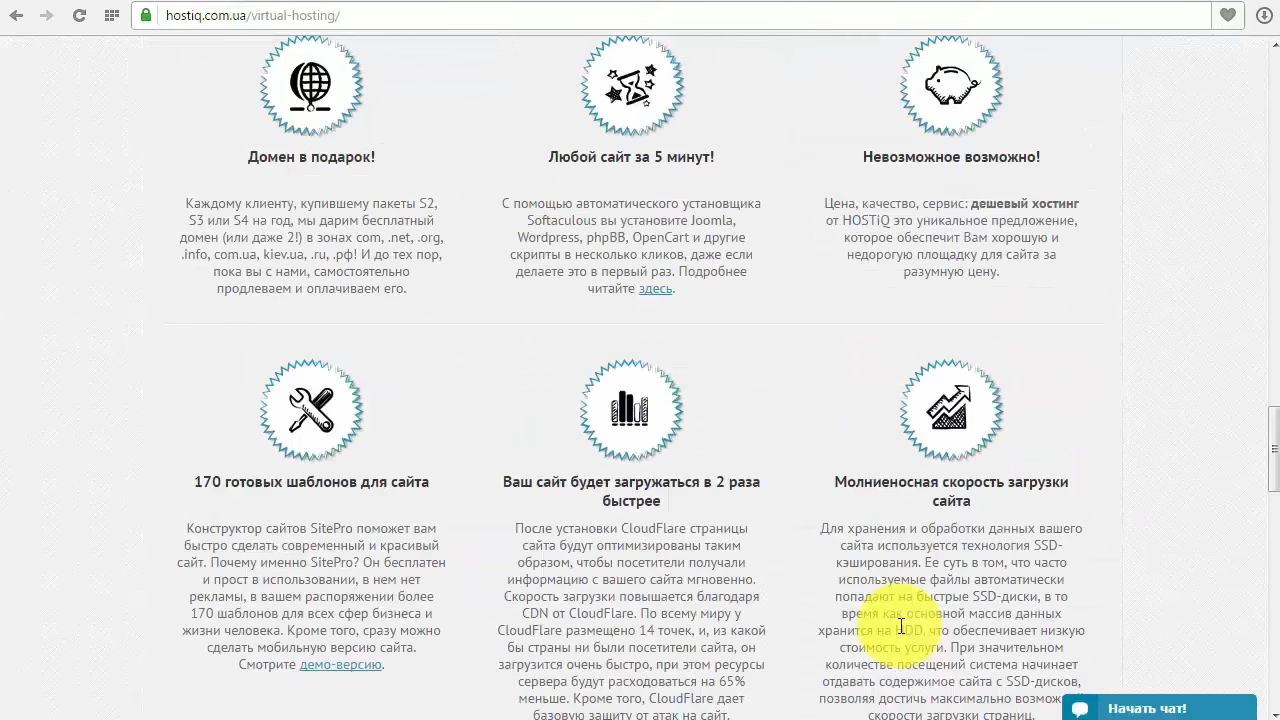 hostiq.com.ua/virtual-hosting/
Домен в подарок!
Каждому клиенту, купившему пакеты S2,
S3 или S4 на год, мы дарим бесплатный
домен (или даже 2!) в зонах com, .net, .org,
.info, com.ua, kiev.ua, .ru, .рф! И до тех пор,
пока вы с нами, самостоятельно
продлеваем и оплачиваем его.
Любой сайт за 5 минут!
С помощью автоматического установщика
Softaculous вы установите Joomla,
Wordpress, phpBB, OpenCart и другие
скрипты в несколько кликов, даже если
делаете это в первый раз. Подробнее
читайте здесь.
Невозможное возможно!
Цена, качество, сервис: дешевый хостинг
от HOSTiQ это уникальное предложение,
которое обеспечит Вам хорошую и
недорогую площадку для сайта за
разумную цену.
170 готовых шаблонов для сайта
Конструктор сайтов SitePro поможет вам
быстро сделать современный и красивый
сайт. Почему именно SitePro? Он бесплатен
и прост в использовании, в нем нет
рекламы, в вашем распоряжении более
170 шаблонов для всех сфер бизнеса и
жизни человека. Кроме того, сразу можно
сделать мобильную версию сайта.
Смотрите демо-версию.
Ваш сайт будет загружаться в 2 раза
быстрее
После установки CloudFlare страницы
сайта будут оптимизированы таким
образом, чтобы посетители получали
информацию с вашего сайта мгновенно.
Скорость загрузки повышается благодаря
CDN от CloudFlare. По всему миру у
CloudFlare размещено 14 точек, и, из какой
бы страны ни были посетители сайта, он
загрузится очень быстро, при этом ресурсы
сервера будут расходоваться на 65%
меньше. Кроме того, CloudFlare дает
базовую защиту от атак на сайт.
Молниеносная скорость загрузки
сайта
Для хранения и обработки данных вашего
сайта используется технология SSD-
кэширования. Ее суть в том, что часто
используемые файлы автоматически
попадают на быстрые SSD-диски, в то
время как основной массив данных
хранится на HDD, что обеспечивает низкую
стоимость услуги. При значительном
количестве посещений система начинает
отдавать содержимое сайта с SSD-дисков,
позволяя достичь максимально возможной
скорости загрузки страниц.
Начать чат!